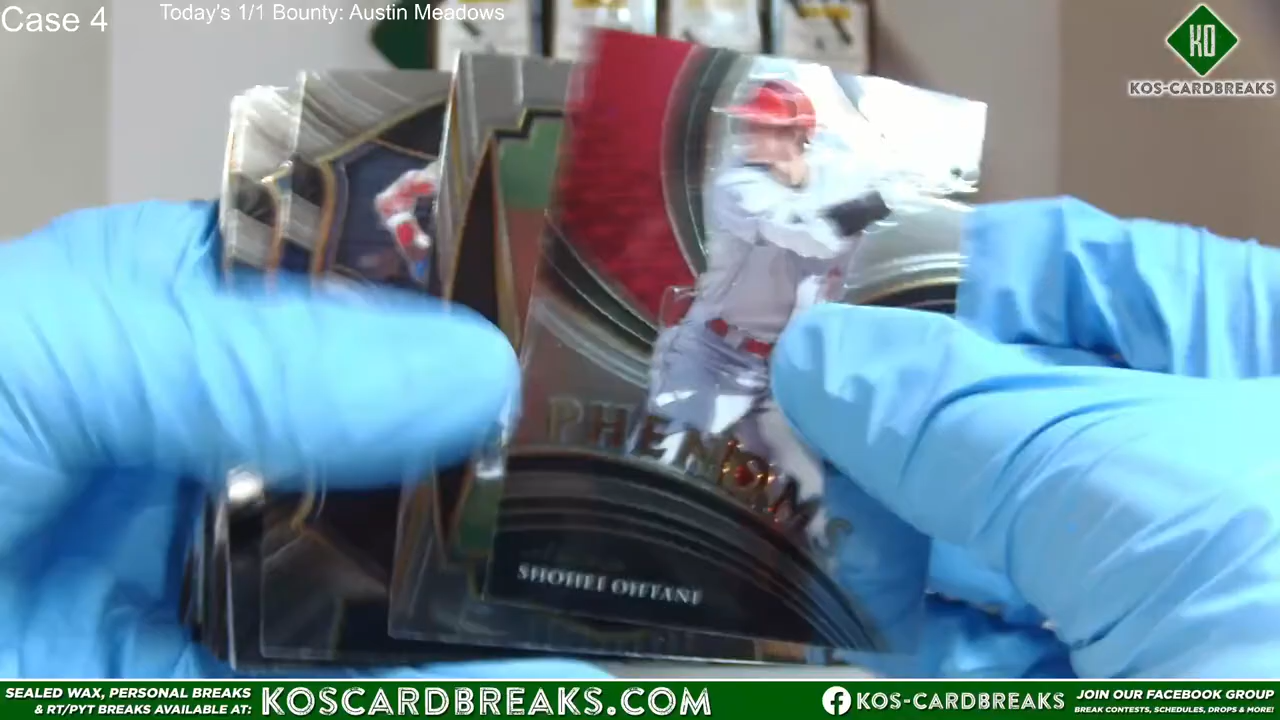 Case 4
Today's 1/1 Bounty: Austin Meadows
KO
KOS-CARDBREAKS
PHENOMS
SHOHEI OHTANI
SEALED WAX, PERSONAL BREAKS
& RT/PYT BREAKS AVAILABLE AT:
KOSCARDBREAKS.COM
KOS-CARDBREAKS
JOIN OUR FACEBOOK GROUP
BREAK CONTESTS, SCHEDULES, DROPS & MORE!